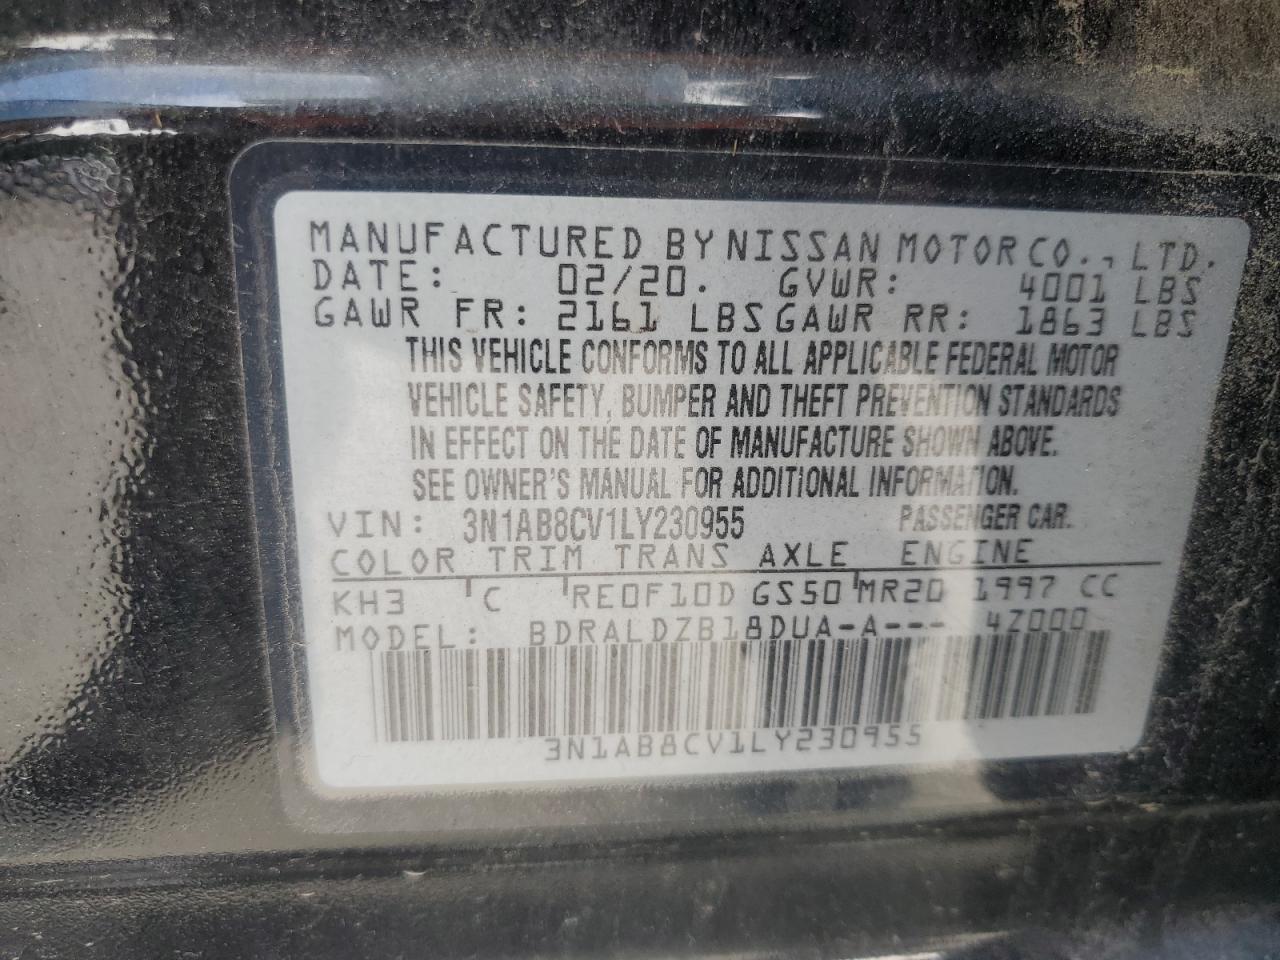 MANUFACTURED BY NISSAN MOTOR CO., LTD.
DATE: 02/20. GVWR: 4001 LBS
GAWR FR: 2161 LBS GAWR RR: 1863 LBS
THIS VEHICLE CONFORMS TO ALL APPLICABLE FEDERAL MOTOR
VEHICLE SAFETY, BUMPER AND THEFT PREVENTION STANDARDS
IN EFFECT ON THE DATE OF MANUFACTURE SHOWN ABOVE.
SEE OWNER'S MANUAL FOR ADDITIONAL INFORMATION.
VIN: 3N1AB8CV1LY230955 PASSENGER CAR.
COLOR TRIM TRANS AXLE ENGINE
KH3 C RE0F10D GS50 MR20 1997 CC
MODEL: BDRALDZB18DUA-A--- 4Z000
3N1AB8CV1LY230955